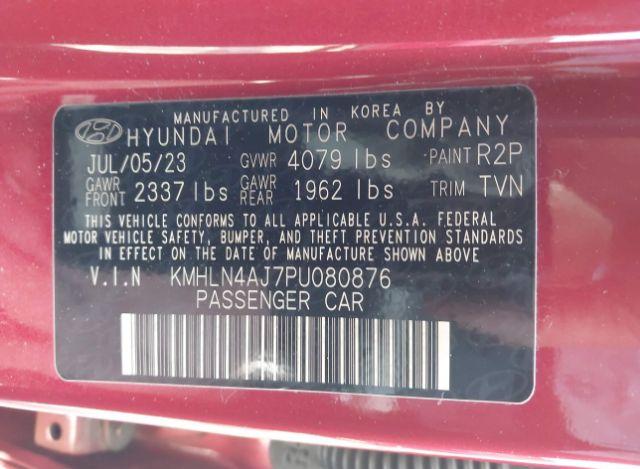 MANUFACTURED IN KOREA BY
HYUNDAI MOTOR COMPANY
JUL/05/23 GVWR 4079 lbs PAINT R2P
GAWR FRONT 2337 lbs GAWR REAR 1962 lbs TRIM TVN
THIS VEHICLE CONFORMS TO ALL APPLICABLE U.S.A. FEDERAL
MOTOR VEHICLE SAFETY, BUMPER, AND THEFT PREVENTION STANDARDS
IN EFFECT ON THE DATE OF MANUFACTURE SHOWN ABOVE
V.I.N KMHLN4AJ7PU080876
PASSENGER CAR